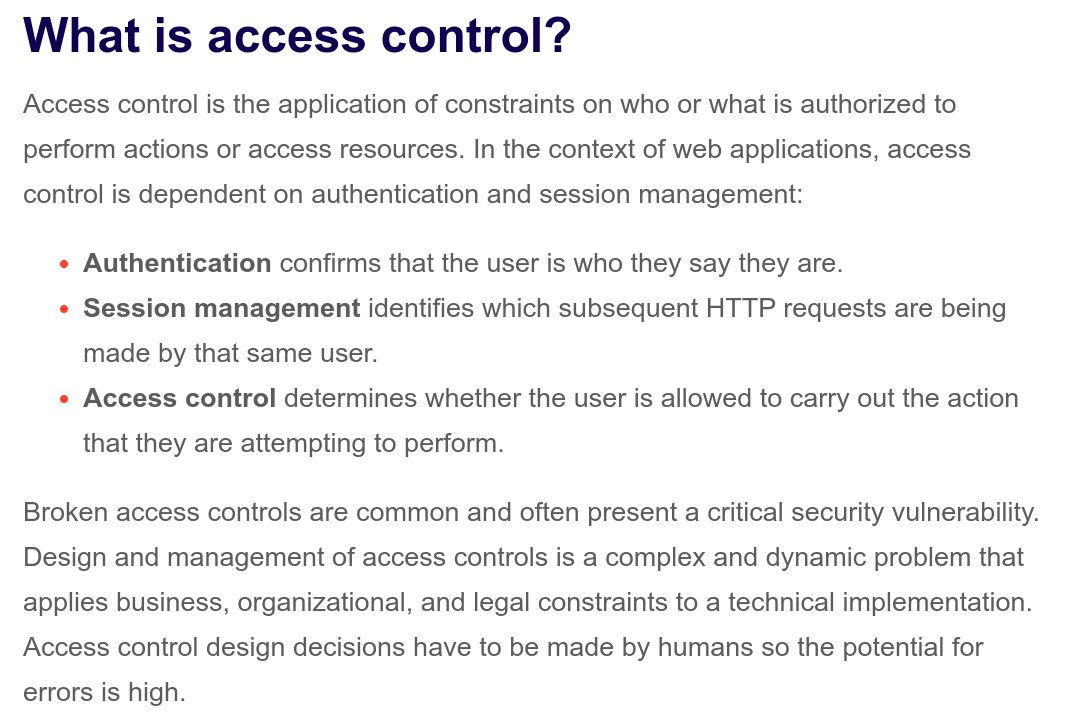 What is access control?
Access control is the application of constraints on who or what is authorized to
perform actions or access resources. In the context of web applications, access
control is dependent on authentication and session management:
• Authentication confirms that the user is who they say they are.
• Session management identifies which subsequent HTTP requests are being
made by that same user.
• Access control determines whether the user is allowed to carry out the action
that they are attempting to perform.
Broken access controls are common and often present a critical security vulnerability.
Design and management of access controls is a complex and dynamic problem that
applies business, organizational, and legal constraints to a technical implementation.
Access control design decisions have to be made by humans so the potential for
errors is high.